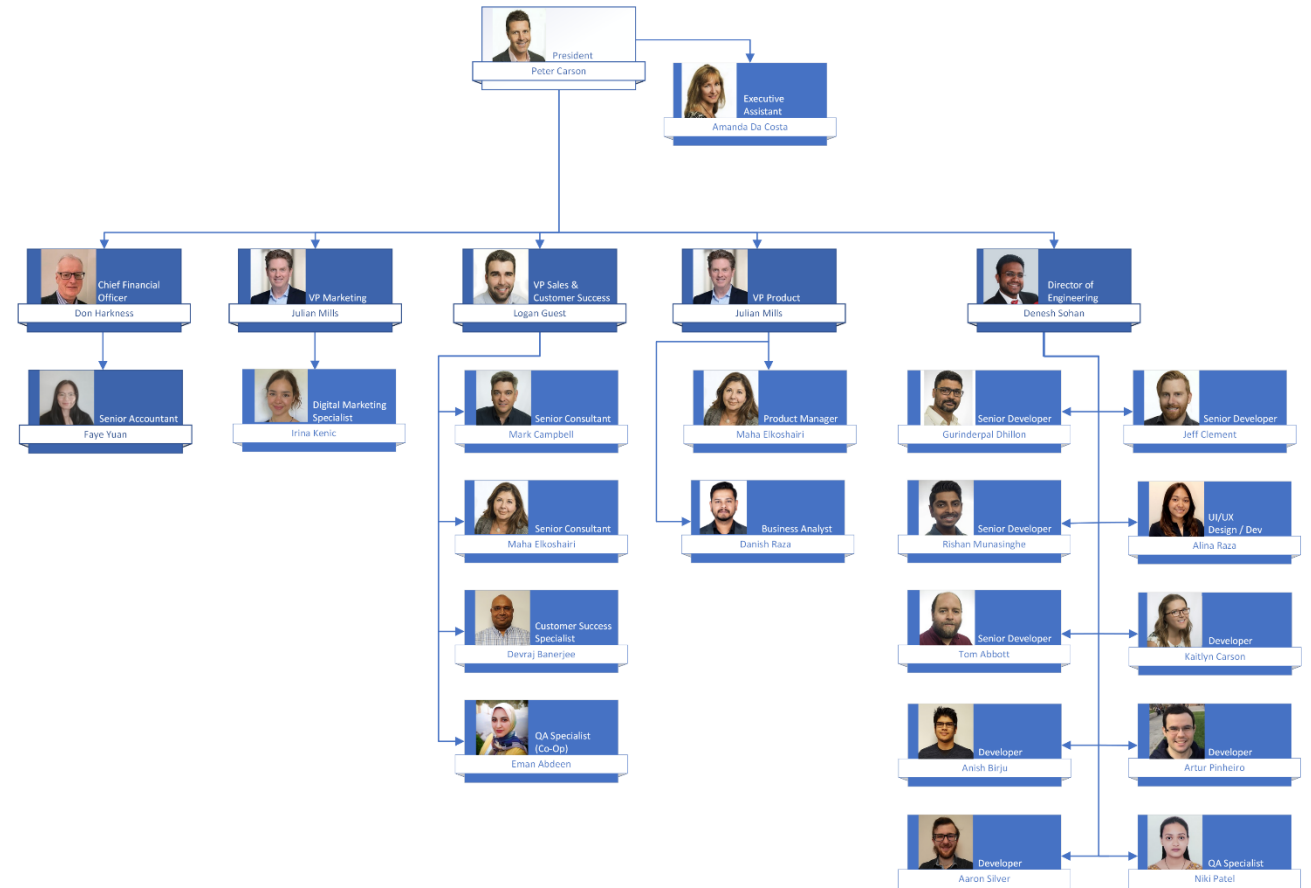 President
Peter Carson
Executive
Assistant
Amanda Da Costa
Chief Financial
Officer
Don Harkness
VP Marketing
Julian Mills
VP Sales &
Customer Success
Logan Guest
VP Product
Julian Mills
Director of
Engineering
Denesh Sohan
Senior Accountant
Faye Yuan
Digital Marketing
Specialist
Irina Kenic
Senior Consultant
Mark Campbell
Product Manager
Maha Elkoshairi
Senior Developer
Gurinderpal Dhillon
Senior Developer
Jeff Clement
Senior Consultant
Maha Elkoshairi
Business Analyst
Danish Raza
Senior Developer
Rishan Munasinghe
UI/UX
Design / Dev
Alina Raza
Customer Success
Specialist
Devraj Banerjee
Senior Developer
Tom Abbott
Developer
Kaitlyn Carson
QA Specialist
(Co-Op)
Eman Abdeen
Developer
Anish Birju
Developer
Artur Pinheiro
Developer
Aaron Silver
QA Specialist
Niki Patel